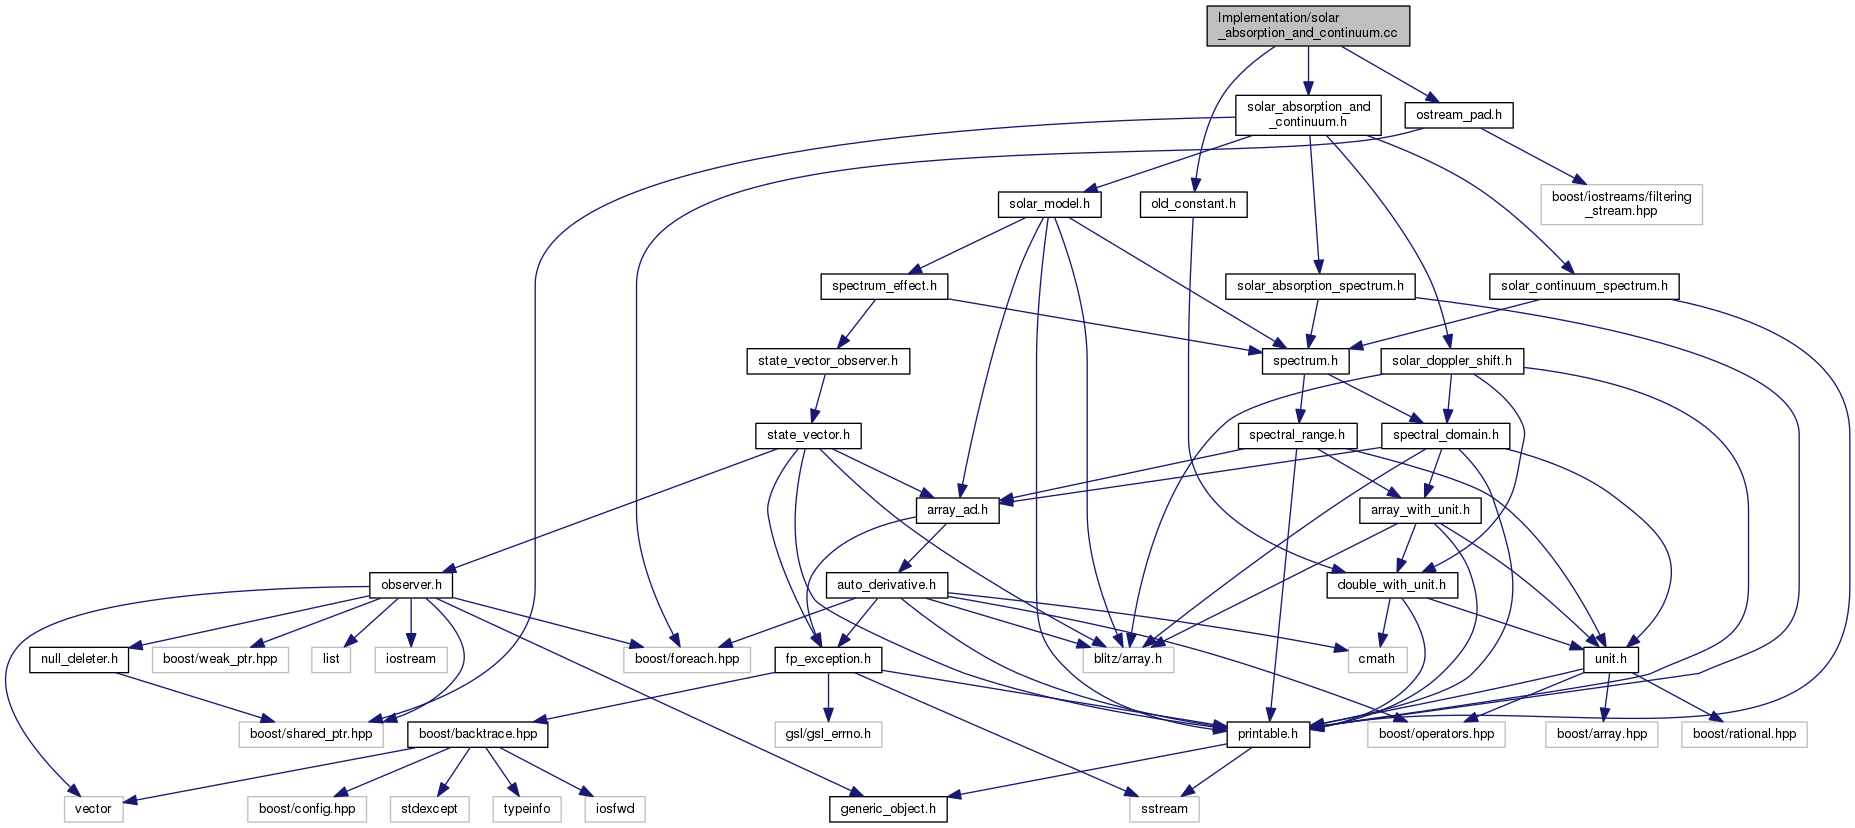 Implementation/solar
_absorption_and_continuum.cc
solar_absorption_and
_continuum.h
ostream_pad.h
solar_model.h
old_constant.h
boost/iostreams/filtering
_stream.hpp
spectrum_effect.h
solar_absorption_spectrum.h
solar_continuum_spectrum.h
state_vector_observer.h
spectrum.h
solar_doppler_shift.h
state_vector.h
spectral_range.h
spectral_domain.h
array_ad.h
array_with_unit.h
observer.h
auto_derivative.h
double_with_unit.h
null_deleter.h
boost/weak_ptr.hpp
list
iostream
boost/foreach.hpp
fp_exception.h
blitz/array.h
cmath
unit.h
boost/shared_ptr.hpp
boost/backtrace.hpp
gsl/gsl_errno.h
printable.h
boost/operators.hpp
boost/array.hpp
boost/rational.hpp
vector
boost/config.hpp
stdexcept
typeinfo
iosfwd
generic_object.h
sstream